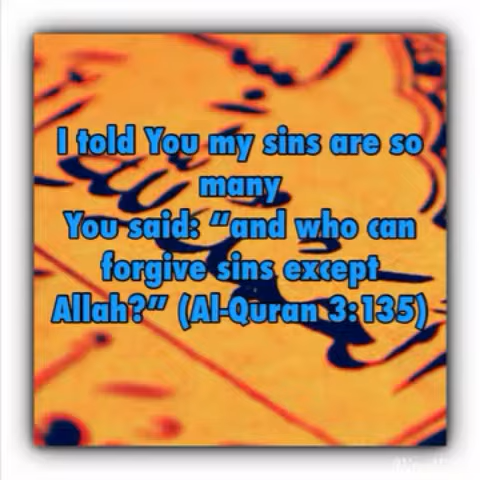 I told You my sins are so
many
You said: “and who can
forgive sins except
Allah?” (Al-Quran 3:135)